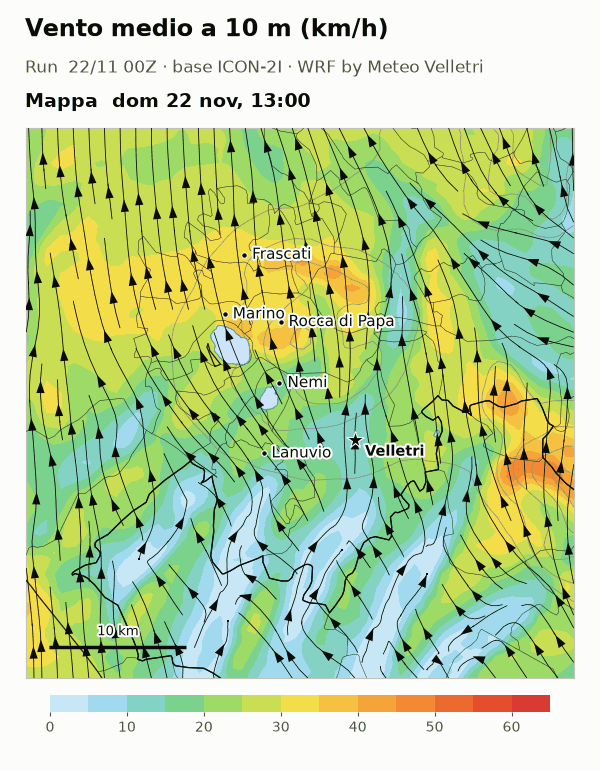 Vento medio a 10 m (km/h)
Run  22/11 00Z · base ICON-2I · WRF by Meteo Velletri
Mappa  dom 22 nov, 13:00
Frascati
Marino
Rocca di Papa
Nemi
Velletri
Lanuvio
10 km
0 10 20 30 40 50 60